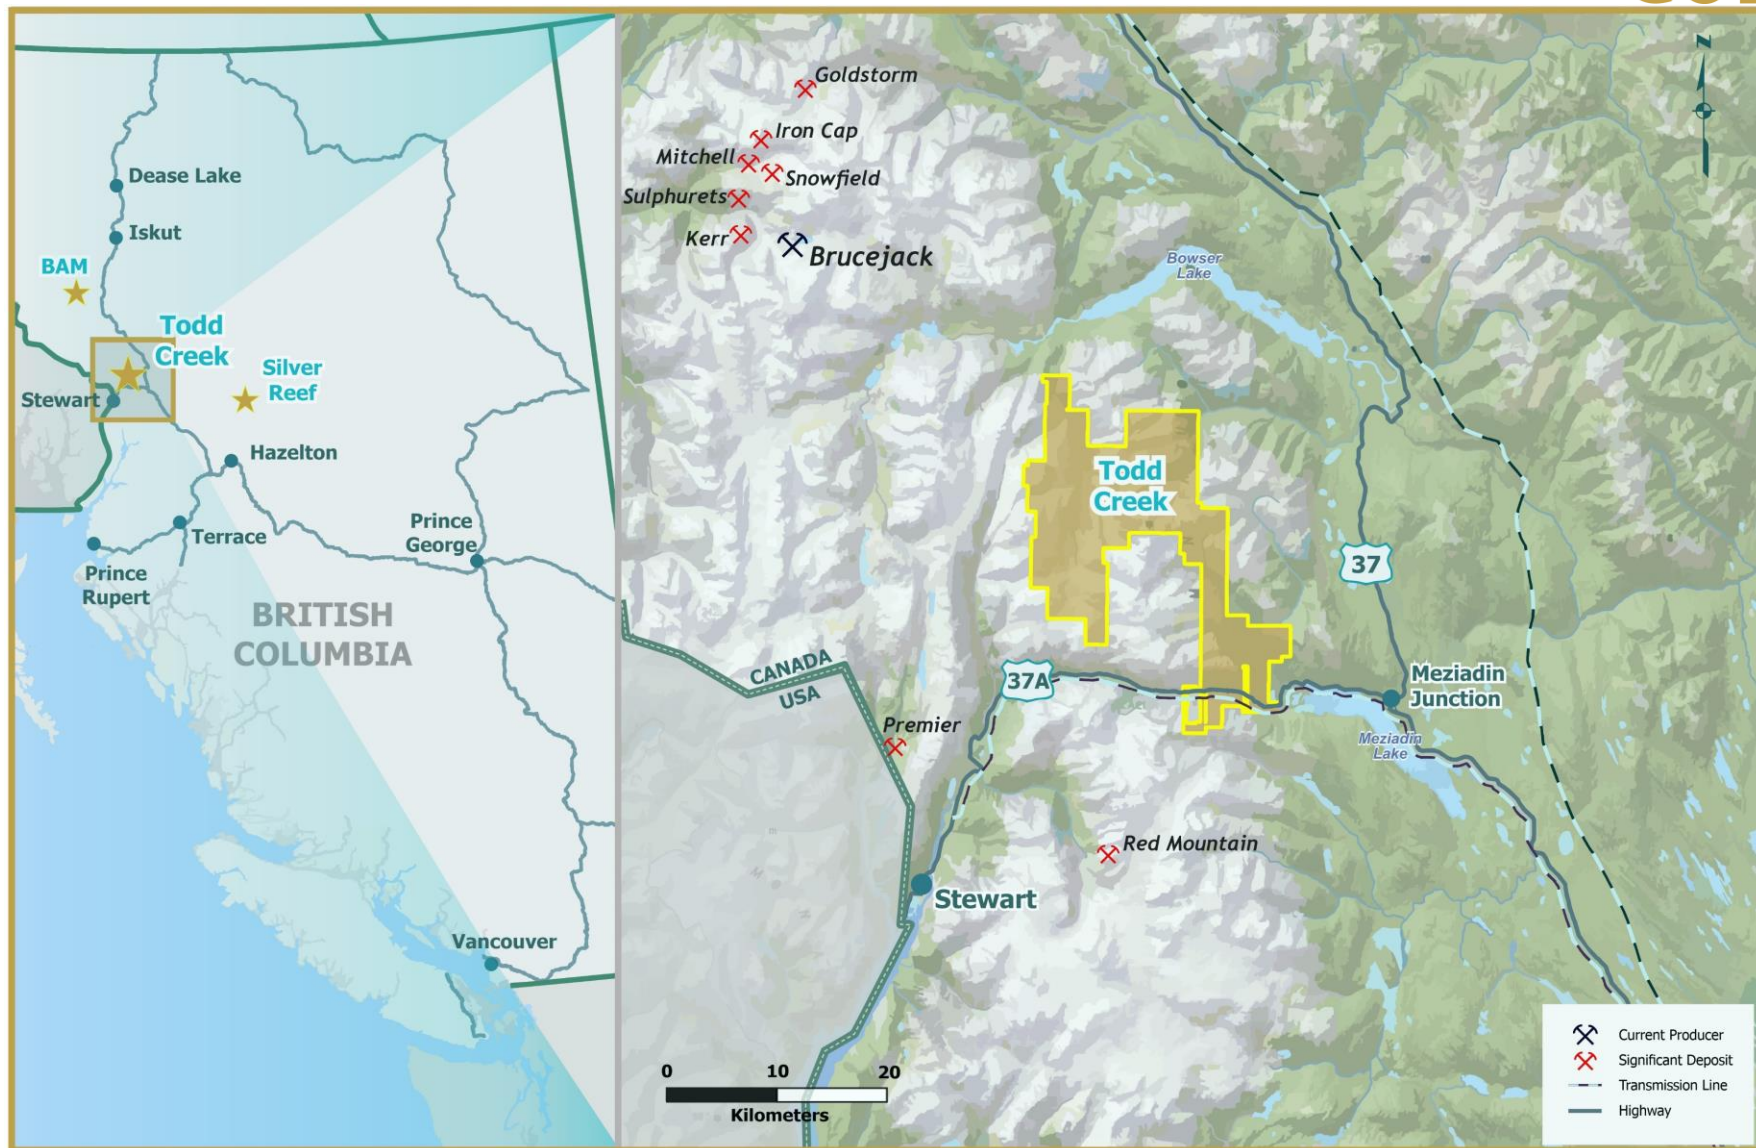 Dease Lake
Iskut
BAM
Todd
Creek
Silver
Reef
Stewart
Hazelton
Terrace
Prince
George
Prince
Rupert
BRITISH
COLUMBIA
Vancouver
Goldstorm
Iron Cap
Mitchell
Snowfield
Sulphurets
Kerr
Brucejack
N
Bowser
Lake
Todd
Creek
37
CANADA
USA
37A
Meziadin
Junction
Meziadin
Lake
Premier
Red Mountain
Stewart
0 10 20
Kilometers
Current Producer
Significant Deposit
Transmission Line
Highway